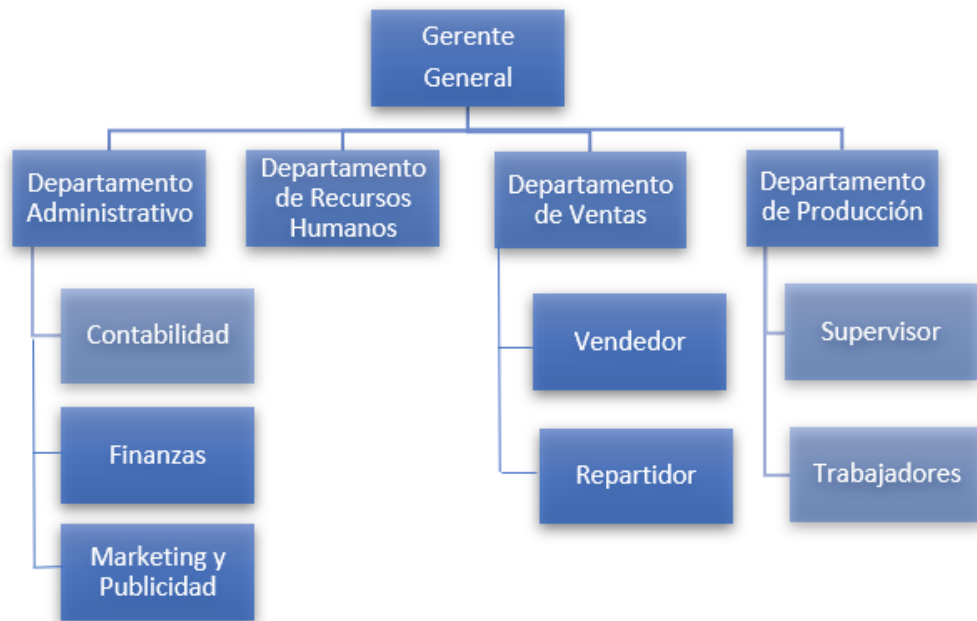 Gerente
General
Departamento
Administrativo
Departamento
de Recursos
Humanos
Departamento
de Ventas
Departamento
de Producción
Contabilidad
Finanzas
Marketing y
Publicidad
Vendedor
Repartidor
Supervisor
Trabajadores